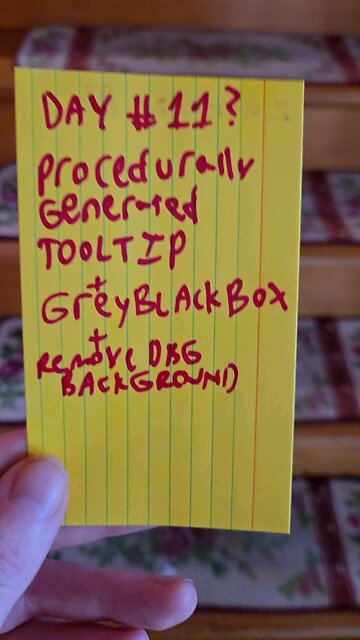 DAY # 11?
Procedurally
Generated
TOOLTIP
+
GreyBLAckBox
+
Remove DBG
BACKGROUND